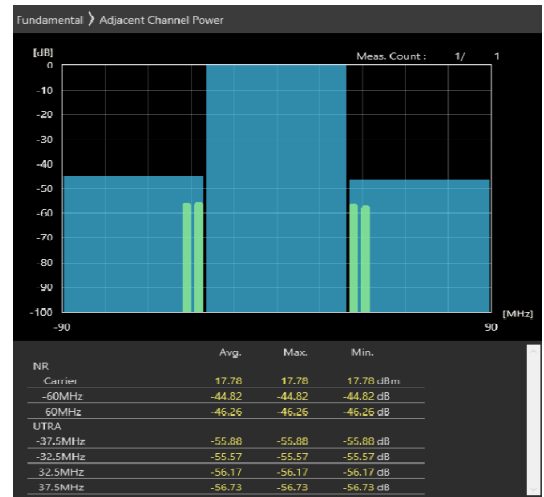 Fundamental ❯ Adjacent Channel Power
[dB]
Meas. Count : 1/ 1
0
-10
-20
-30
-40
-50
-60
-70
-80
90
-100
[MHz]
-90 90
Avg. Max. Min.
NR
Carrier 17.78 17.78 17.78 dBm
-60MHz -44.82 -44.82 -44.82 dB
60MHz -46.26 -46.26 -46.26 dB
UTRA
-37.5MHz -55.88 -55.88 -55.88 dB
-32.5MHz -55.57 -55.57 -55.57 dB
32.5MHz -56.17 -56.17 -56.17 dB
37.5MHz -56.73 -56.73 -56.73 dB